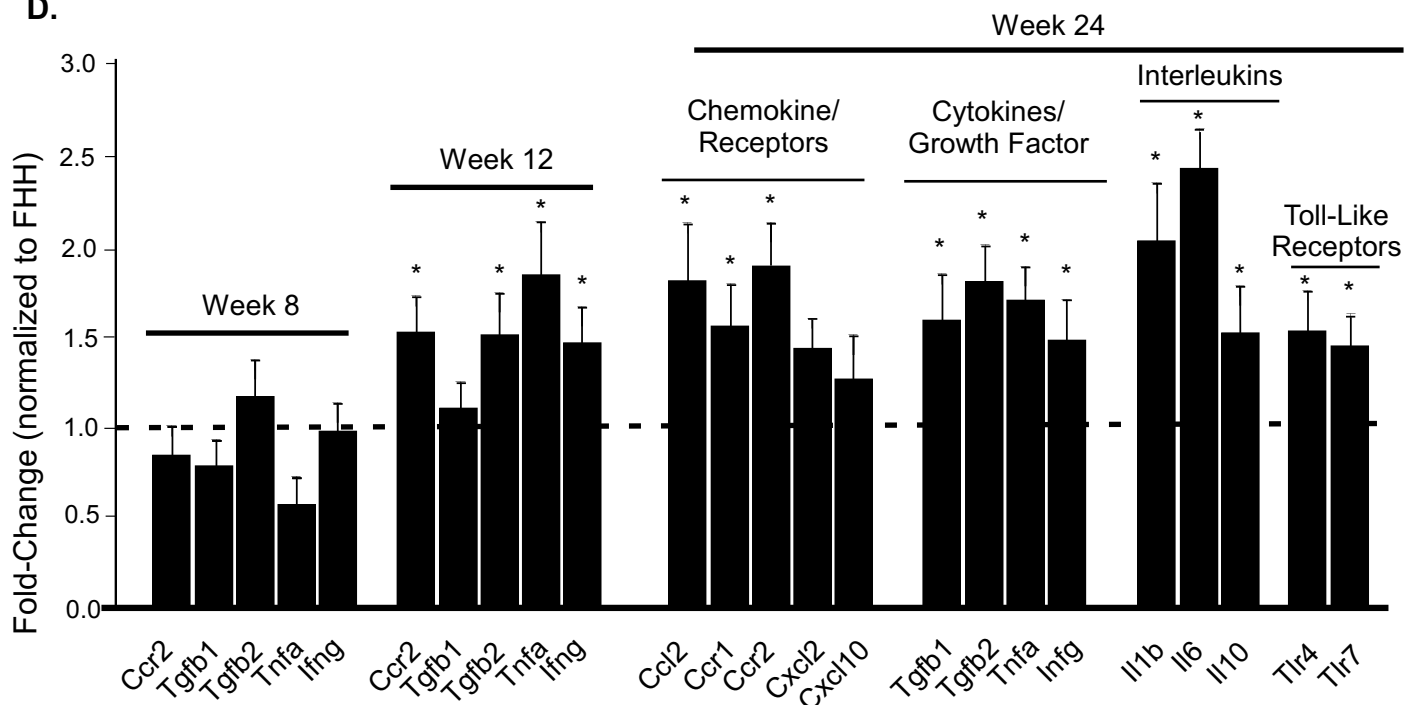 D.
Week 24
3.0
Interleukins
Chemokine/
Receptors
Cytokines/
Growth Factor
*
2.5
Week 12
*
* * * * * *
Toll-Like
Receptors
2.0
* * * *
* *
* *
*
* *
Week 8
1.5
1.0
0.5
0.0
Fold-Change (normalized to FHH)
Ccr2
Tgfb1
Tgfb2
Tnfa
Ifng
Ccr2
Tgfb1
Tgfb2
Tnfa
Ifng
Ccl2
Ccr1
Ccr2
Cxcl2
Cxcl10
Tgfb1
Tgfb2
Tnfa
Infg
Il1b
Il6
Il10
Tlr4
Tlr7